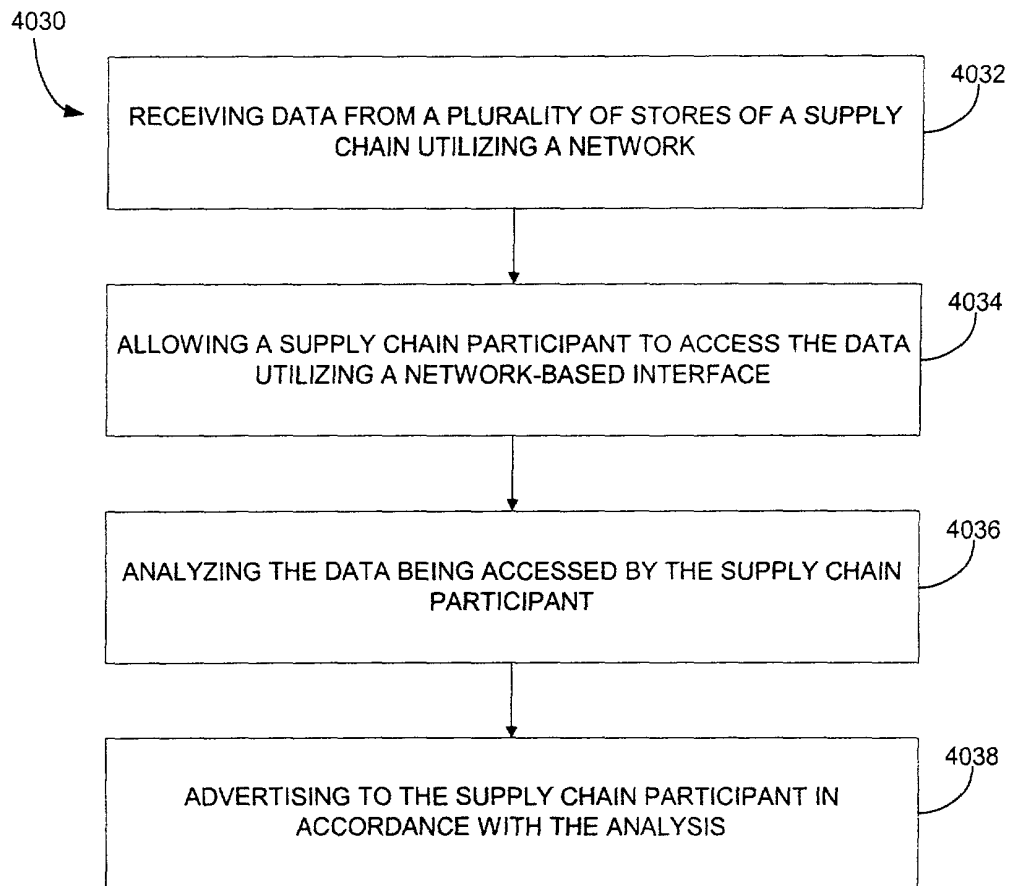 4030
4032
RECEIVING DATA FROM A PLURALITY OF STORES OF A SUPPLY
CHAIN UTILIZING A NETWORK
4034
ALLOWING A SUPPLY CHAIN PARTICIPANT TO ACCESS THE DATA
UTILIZING A NETWORK-BASED INTERFACE
4036
ANALYZING THE DATA BEING ACCESSED BY THE SUPPLY CHAIN
PARTICIPANT
4038
ADVERTISING TO THE SUPPLY CHAIN PARTICIPANT IN
ACCORDANCE WITH THE ANALYSIS